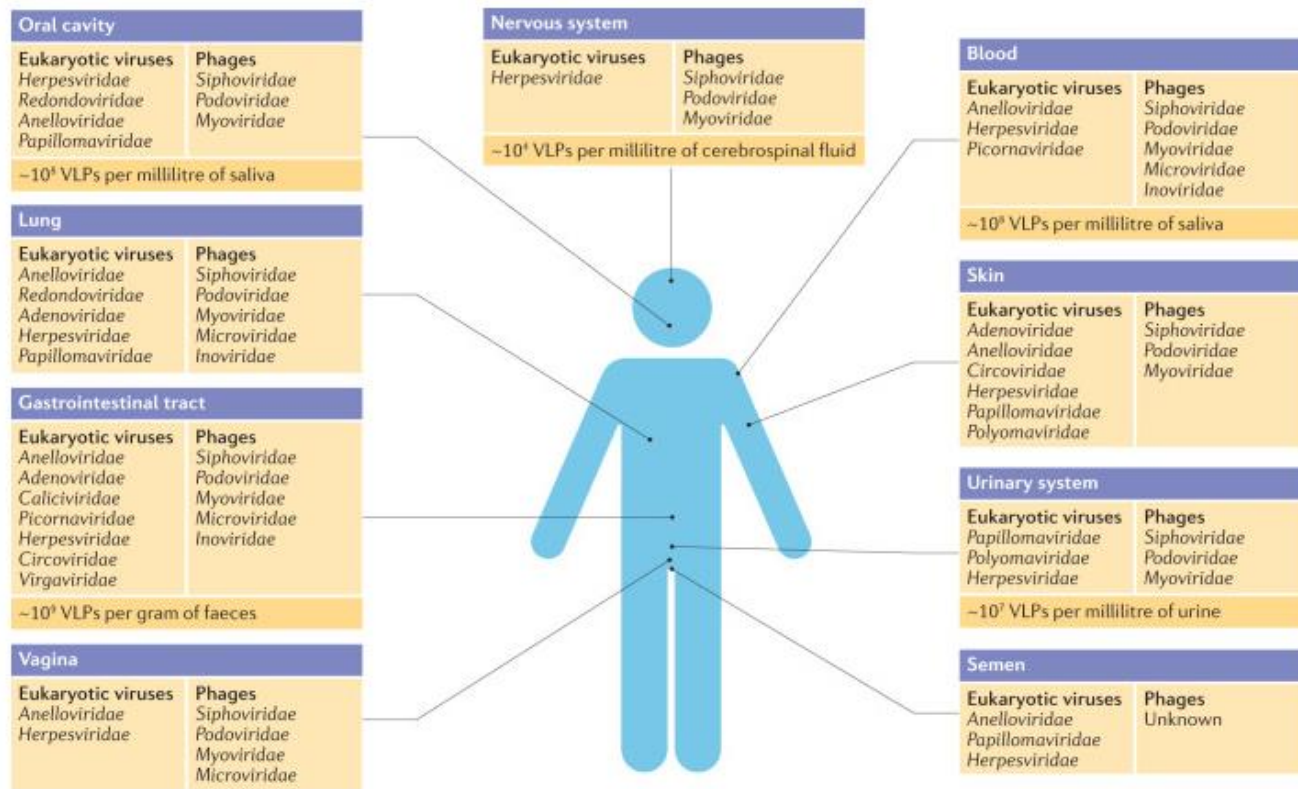 Oral cavity
Eukaryotic viruses
Herpesviridae
Redondoviridae
Anelloviridae
Papillomaviridae
Phages
Siphoviridae
Podoviridae
Myoviridae
~10⁸ VLPs per millilitre of saliva
Lung
Eukaryotic viruses
Anelloviridae
Redondoviridae
Adenoviridae
Herpesviridae
Papillomaviridae
Phages
Siphoviridae
Podoviridae
Myoviridae
Microviridae
Inoviridae
Gastrointestinal tract
Eukaryotic viruses
Anelloviridae
Adenoviridae
Caliciviridae
Picornaviridae
Herpesviridae
Circoviridae
Virgaviridae
Phages
Siphoviridae
Podoviridae
Myoviridae
Microviridae
Inoviridae
~10⁹ VLPs per gram of faeces
Vagina
Eukaryotic viruses
Anelloviridae
Herpesviridae
Phages
Siphoviridae
Podoviridae
Myoviridae
Microviridae
Nervous system
Eukaryotic viruses
Herpesviridae
Phages
Siphoviridae
Podoviridae
Myoviridae
~10⁴ VLPs per millilitre of cerebrospinal fluid
Blood
Eukaryotic viruses
Anelloviridae
Herpesviridae
Picornaviridae
Phages
Siphoviridae
Podoviridae
Myoviridae
Microviridae
Inoviridae
~10⁸ VLPs per millilitre of saliva
Skin
Eukaryotic viruses
Adenoviridae
Anelloviridae
Circoviridae
Herpesviridae
Papillomaviridae
Polyomaviridae
Phages
Siphoviridae
Podoviridae
Myoviridae
Urinary system
Eukaryotic viruses
Papillomaviridae
Polyomaviridae
Herpesviridae
Phages
Siphoviridae
Podoviridae
Myoviridae
~10⁷ VLPs per millilitre of urine
Semen
Eukaryotic viruses
Anelloviridae
Papillomaviridae
Herpesviridae
Phages
Unknown